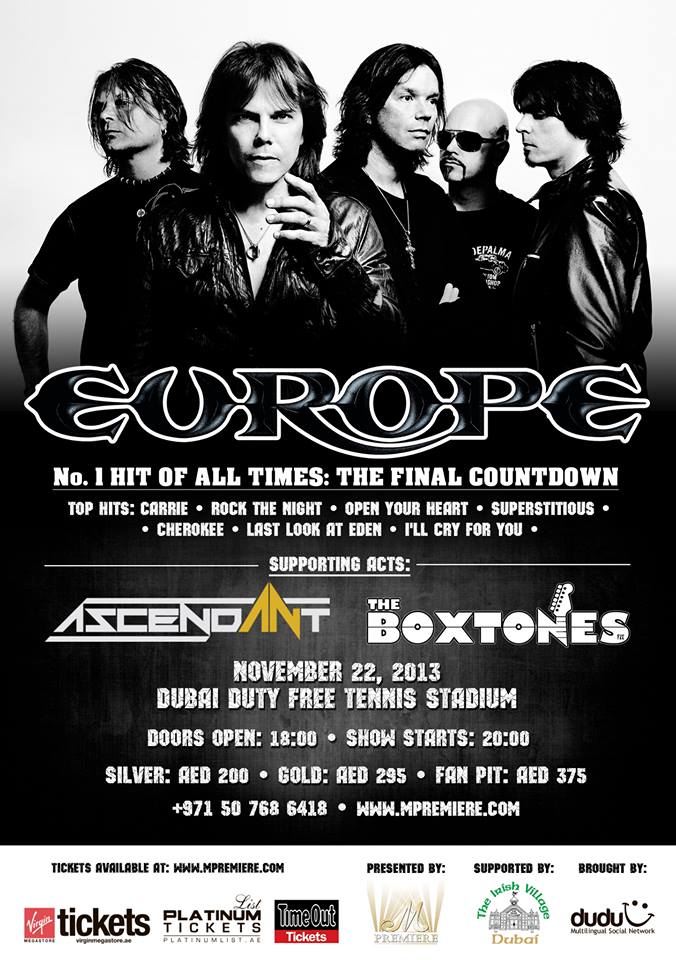 DEPALMA
EUROPE
No. 1 HIT OF ALL TIMES: THE FINAL COUNTDOWN
TOP HITS: CARRIE • ROCK THE NIGHT • OPEN YOUR HEART • SUPERSTITIOUS •
• CHEROKEE • LAST LOOK AT EDEN • I'LL CRY FOR YOU •
SUPPORTING ACTS:
ASCENDANT
THE BOXTONES
NOVEMBER 22, 2013
DUBAI DUTY FREE TENNIS STADIUM
DOORS OPEN: 18:00 • SHOW STARTS: 20:00
SILVER: AED 200 • GOLD: AED 295 • FAN PIT: AED 375
+971 50 768 6418 • WWW.MPREMIERE.COM
TICKETS AVAILABLE AT: WWW.MPREMIERE.COM
Virgin MEGASTORE tickets
virginmegastore.ae
PLATINUM List
TICKETS
PLATINUMLIST.AE
TimeOut
Tickets
PRESENTED BY:
M
PREMIERE
SUPPORTED BY:
The Irish Village
Dubai
BROUGHT BY:
dudu
Multilingual Social Network